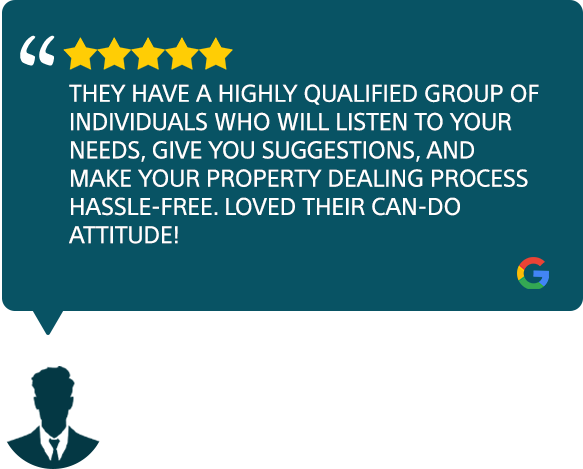 “
THEY HAVE A HIGHLY QUALIFIED GROUP OF
INDIVIDUALS WHO WILL LISTEN TO YOUR
NEEDS, GIVE YOU SUGGESTIONS, AND
MAKE YOUR PROPERTY DEALING PROCESS
HASSLE-FREE. LOVED THEIR CAN-DO
ATTITUDE!
G